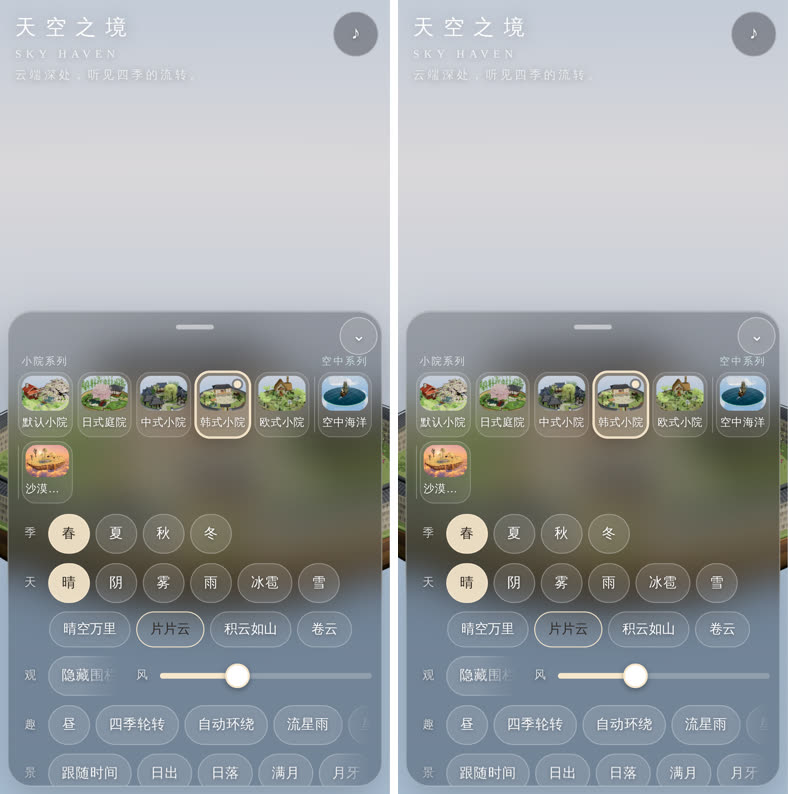 天空之境
SKY HAVEN
云端深处，听见四季的流转。
♪
小院系列 空中系列
默认小院 日式庭院 中式小院 韩式小院 欧式小院 空中海洋
沙漠…
季 春 夏 秋 冬
天 晴 阴 雾 雨 冰雹 雪
晴空万里 片片云 积云如山 卷云
观 隐藏围栏 风
趣 昼 四季轮转 自动环绕 流星雨
景 跟随时间 日出 日落 满月 月牙
天空之境
SKY HAVEN
云端深处，听见四季的流转。
♪
小院系列 空中系列
默认小院 日式庭院 中式小院 韩式小院 欧式小院 空中海洋
沙漠…
季 春 夏 秋 冬
天 晴 阴 雾 雨 冰雹 雪
晴空万里 片片云 积云如山 卷云
观 隐藏围栏 风
趣 昼 四季轮转 自动环绕 流星雨
景 跟随时间 日出 日落 满月 月牙